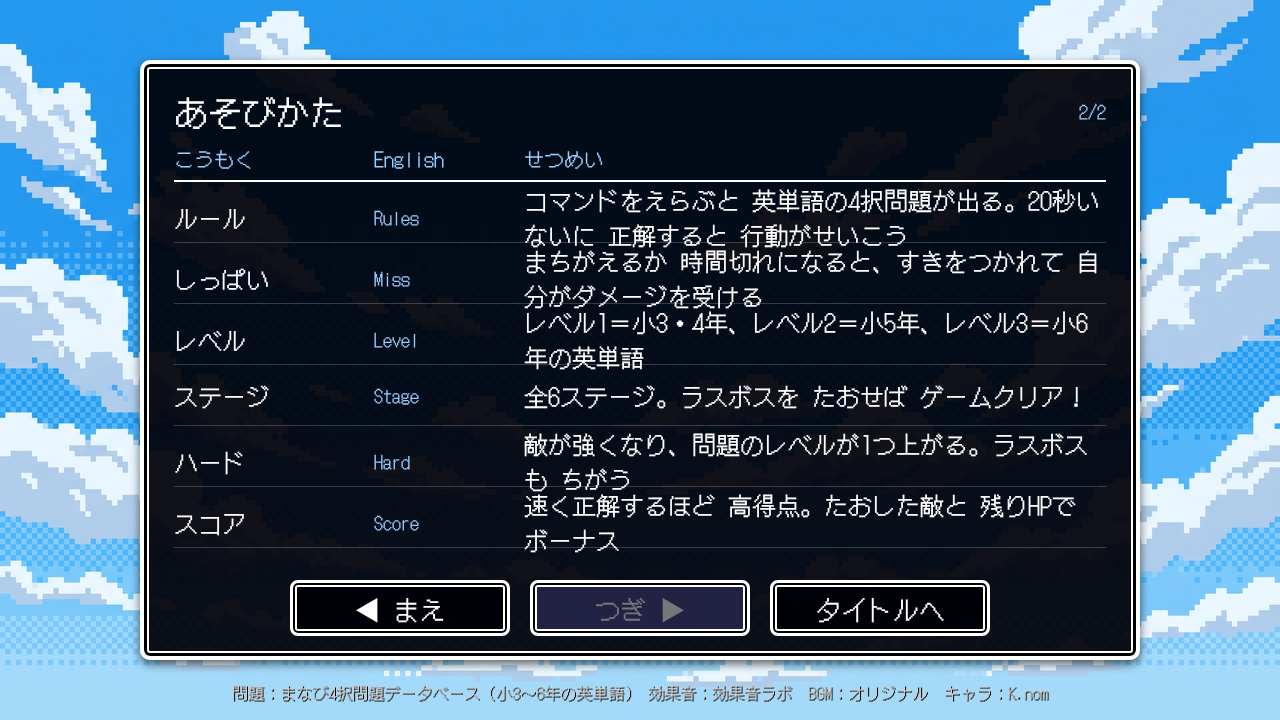 あそびかた
2/2
こうもく English せつめい
ルール Rules コマンドをえらぶと 英単語の4択問題が出る。20秒い
ないに 正解すると 行動がせいこう
しっぱい Miss まちがえるか 時間切れになると、すきをつかれて 自
分がダメージを受ける
レベル Level レベル1＝小3・4年、レベル2＝小5年、レベル3＝小6
年の英単語
ステージ Stage 全6ステージ。ラスボスを たおせば ゲームクリア！
ハード Hard 敵が強くなり、問題のレベルが1つ上がる。ラスボス
も ちがう
スコア Score 速く正解するほど 高得点。たおした敵と 残りHPで
ボーナス
◀ まえ つぎ ▶ タイトルへ
問題：まなび4択問題データベース（小3〜6年の英単語） 効果音：効果音ラボ BGM：オリジナル キャラ：K.nom